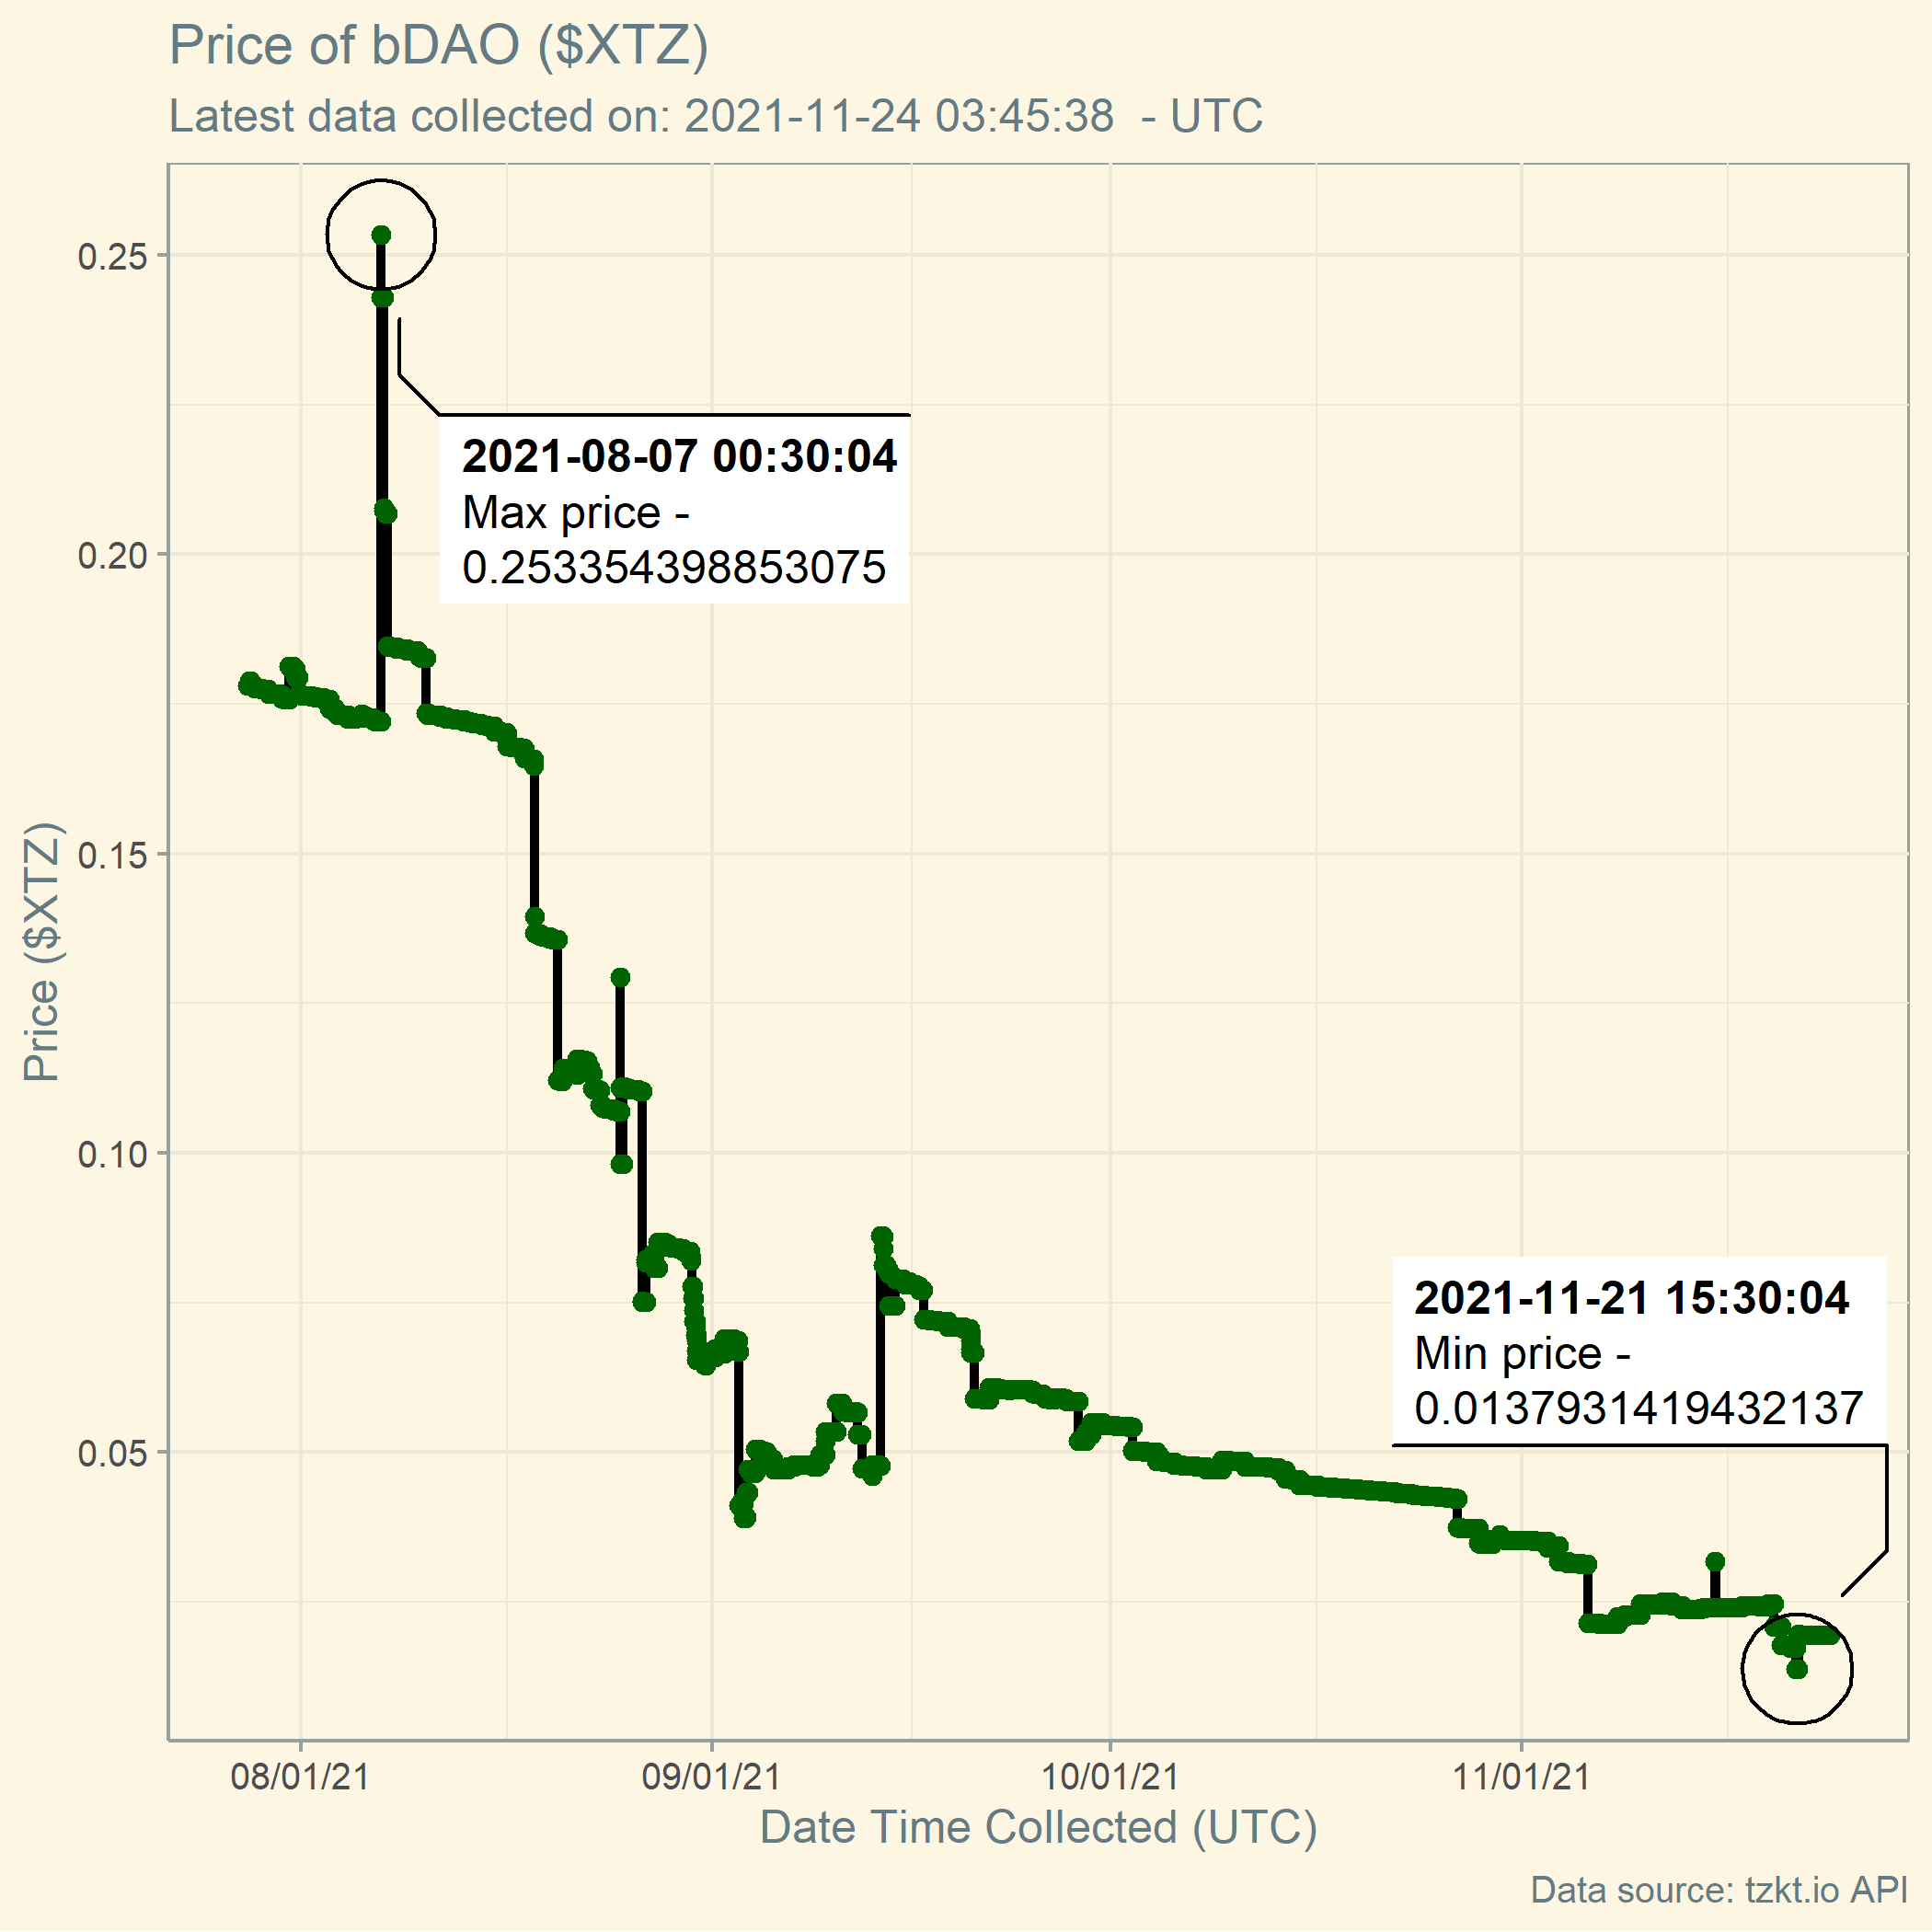 Price of bDAO ($XTZ)
Latest data collected on: 2021-11-24 03:45:38  - UTC
0.25
0.20
0.15
0.10
0.05
Price ($XTZ)
2021-08-07 00:30:04
Max price -
0.253354398853075
2021-11-21 15:30:04
Min price -
0.0137931419432137
08/01/21
09/01/21
10/01/21
11/01/21
Date Time Collected (UTC)
Data source: tzkt.io API